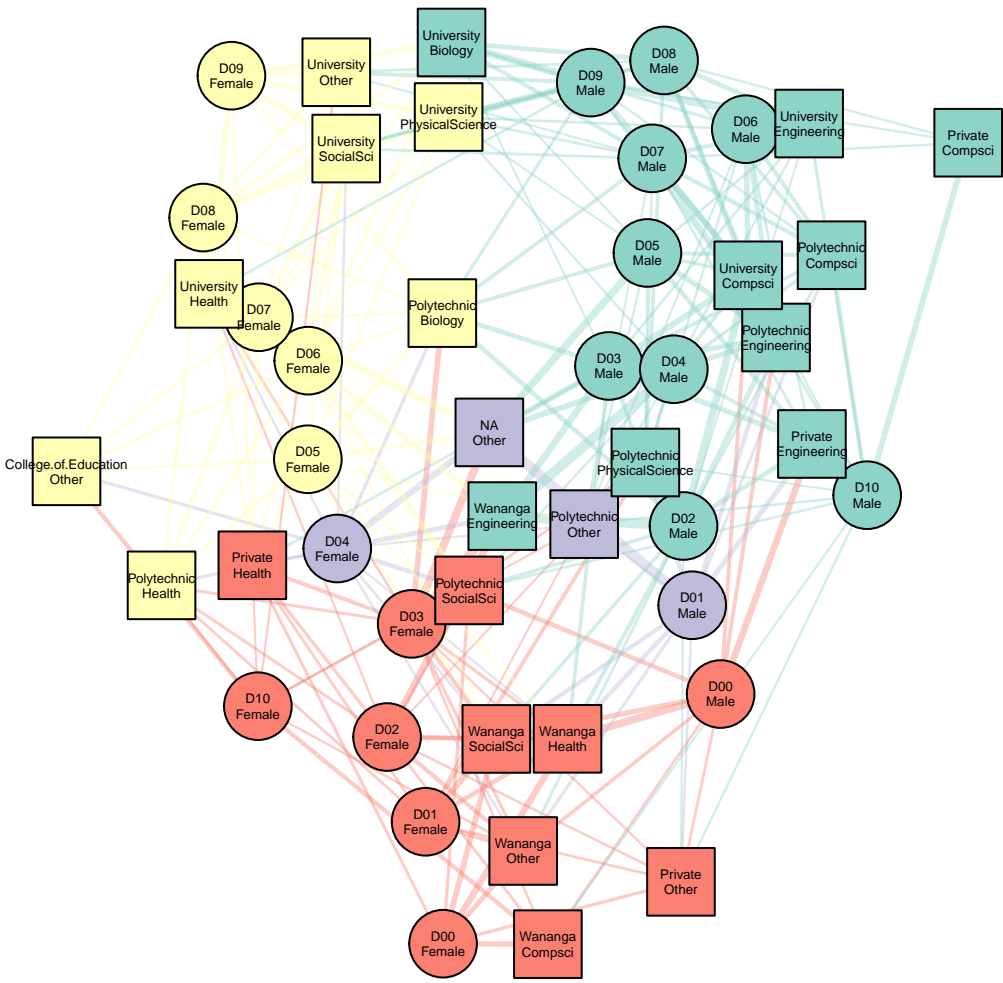 University
Biology
D09
Female
University
Other
D08
Male
D09
Male
University
PhysicalScience
University
SocialSci
D06
Male
University
Engineering
Private
Compsci
D07
Male
D08
Female
D05
Male
Polytechnic
Compsci
University
Compsci
University
Health
D07
Female
Polytechnic
Biology
Polytechnic
Engineering
D06
Female
D03
Male
D04
Male
NA
Other
D05
Female
College.of.Education
Other
Private
Engineering
Polytechnic
PhysicalScience
D10
Male
Wananga
Engineering
Polytechnic
Other
D02
Male
D04
Female
Private
Health
Polytechnic
Health
Polytechnic
SocialSci
D01
Male
D03
Female
D00
Male
D10
Female
D02
Female
Wananga
SocialSci
Wananga
Health
D01
Female
Wananga
Other
Private
Other
D00
Female
Wananga
Compsci